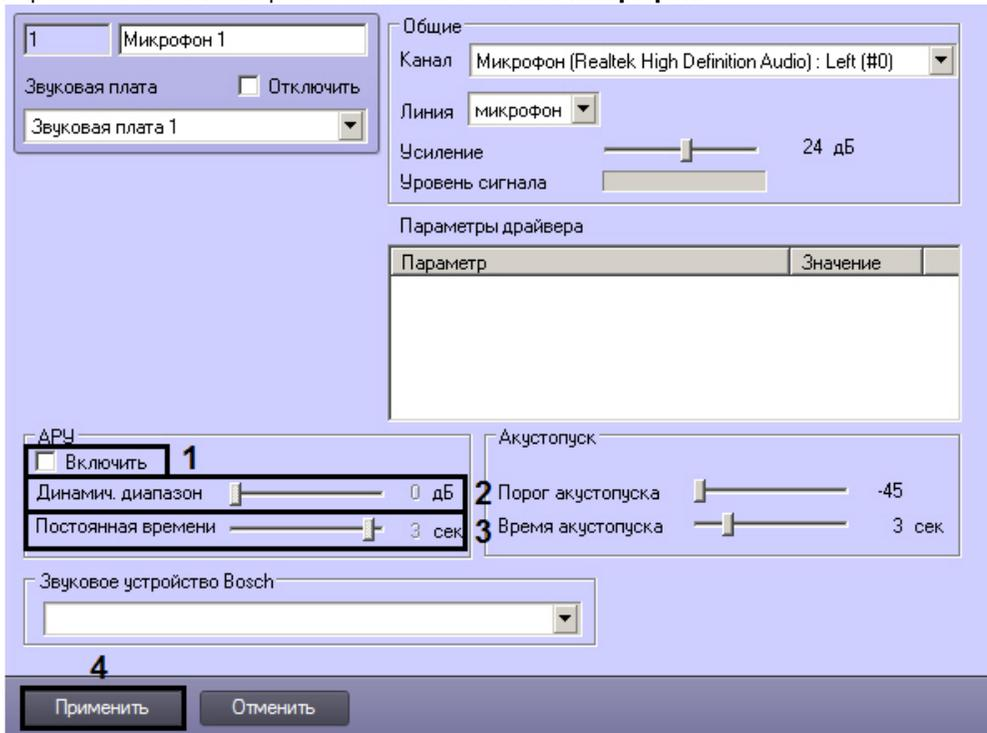 1
Микрофон 1
Звуковая плата
Отключить
Звуковая плата 1
Общие
Канал
Микрофон (Realtek High Definition Audio) : Left (#0)
Линия
микрофон
Усиление
24 дБ
Уровень сигнала
Параметры драйвера
Параметр
Значение
АРУ
Включить
1
Динамич. диапазон
0 дБ
2
Постоянная времени
3 сек
3
Акустопуск
Порог акустопуска
-45
Время акустопуска
3 сек
Звуковое устройство Bosch
4
Применить
Отменить